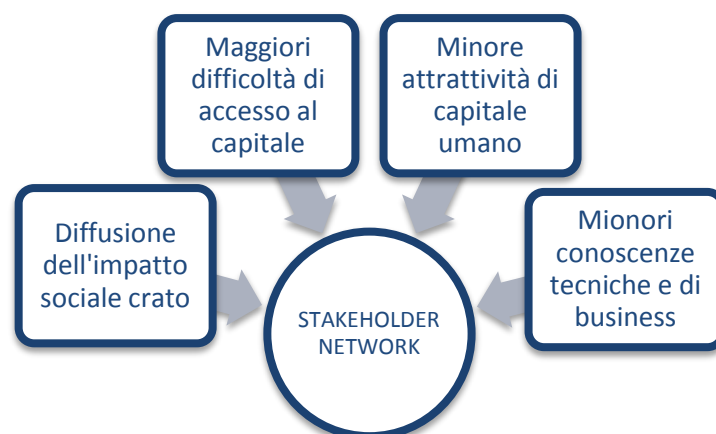 Maggiori
difficoltà di
accesso al
capitale
Minore
attrattività di
capitale
umano
Diffusione
dell'impatto
sociale crato
Mionori
conoscenze
tecniche e di
business
STAKEHOLDER
NETWORK